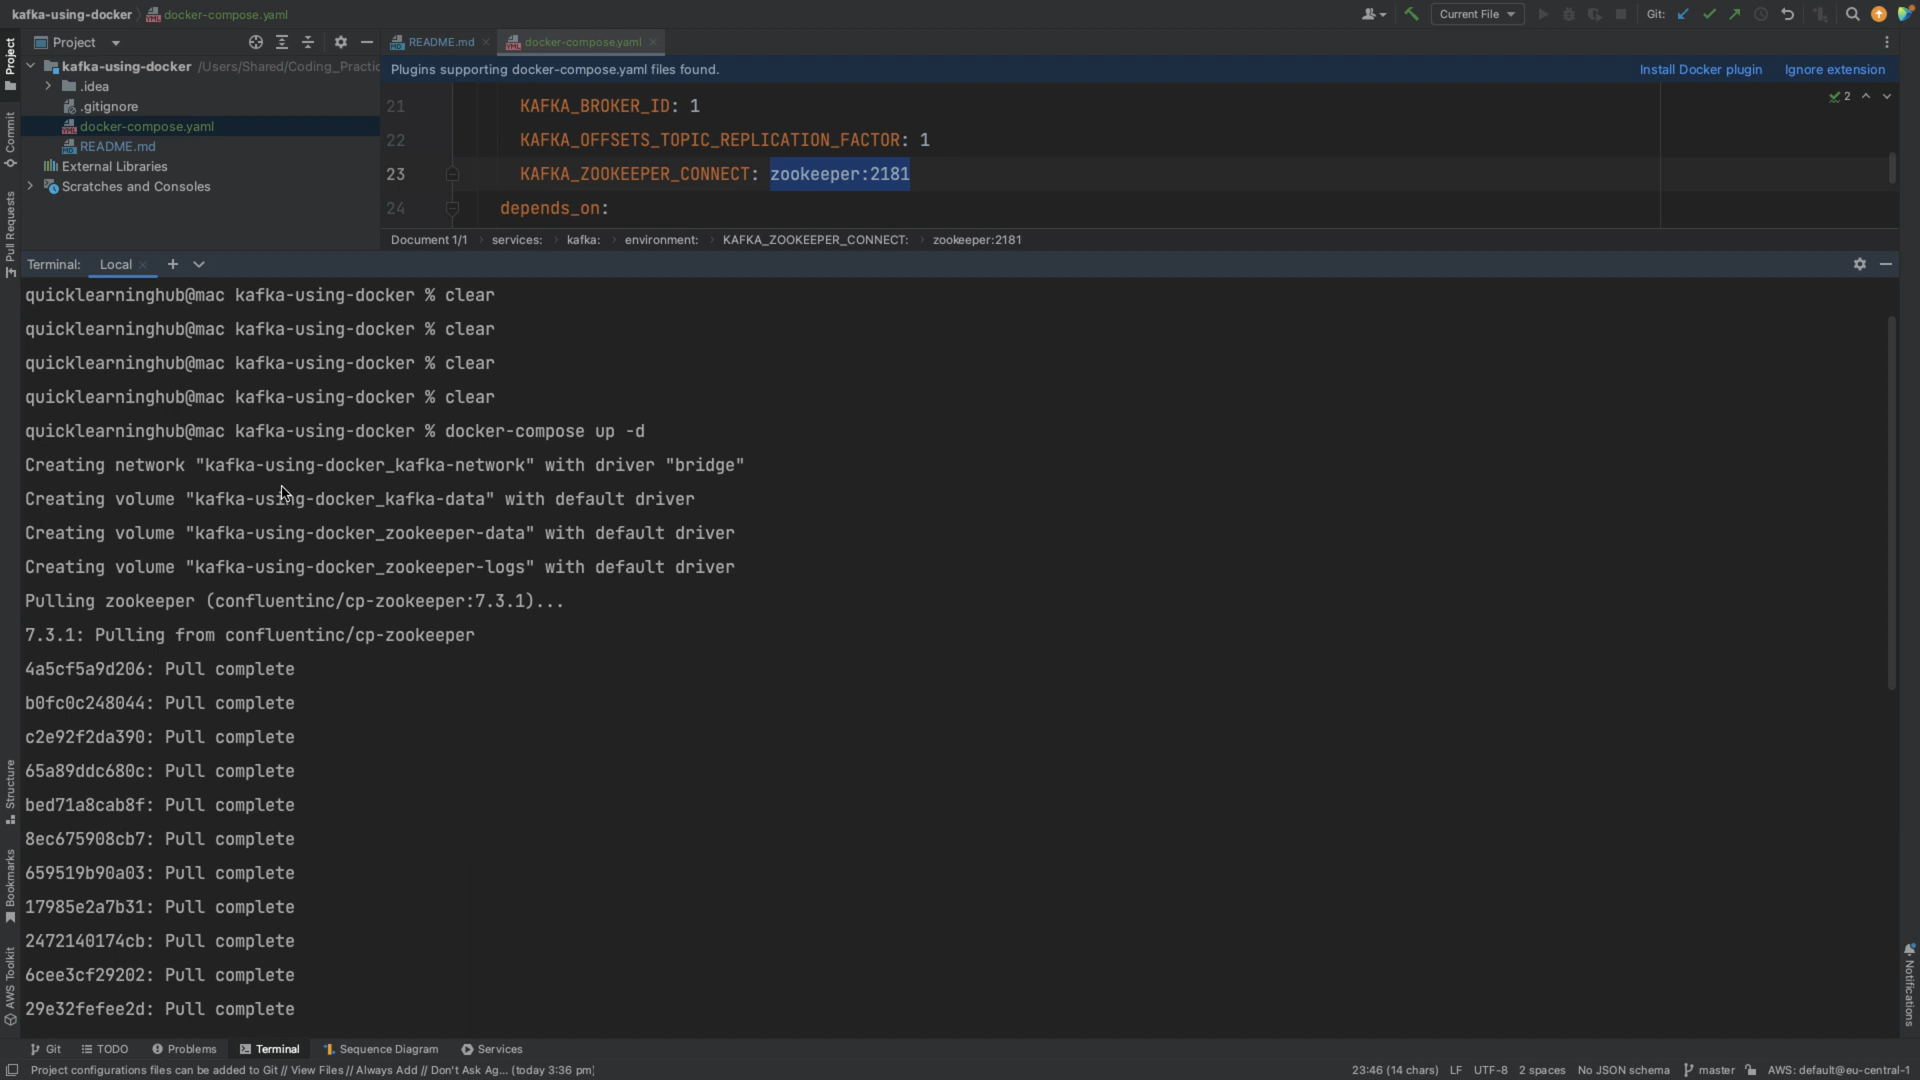 kafka-using-docker docker-compose.yaml Current File Git:
Project
README.md docker-compose.yaml
Project
kafka-using-docker /Users/Shared/Coding_Practic
.idea
.gitignore
docker-compose.yaml
README.md
External Libraries
Scratches and Consoles
Commit
Pull Requests
Plugins supporting docker-compose.yaml files found. Install Docker plugin Ignore extension
21 KAFKA_BROKER_ID: 1
2
22 KAFKA_OFFSETS_TOPIC_REPLICATION_FACTOR: 1
23 KAFKA_ZOOKEEPER_CONNECT: zookeeper:2181
24 depends_on:
Document 1/1 services: kafka: environment: KAFKA_ZOOKEEPER_CONNECT: zookeeper:2181
Terminal: Local
quicklearninghub@mac kafka-using-docker % clear
quicklearninghub@mac kafka-using-docker % clear
quicklearninghub@mac kafka-using-docker % clear
quicklearninghub@mac kafka-using-docker % clear
quicklearninghub@mac kafka-using-docker % docker-compose up -d
Creating network "kafka-using-docker_kafka-network" with driver "bridge"
Creating volume "kafka-using-docker_kafka-data" with default driver
Creating volume "kafka-using-docker_zookeeper-data" with default driver
Creating volume "kafka-using-docker_zookeeper-logs" with default driver
Pulling zookeeper (confluentinc/cp-zookeeper:7.3.1)...
7.3.1: Pulling from confluentinc/cp-zookeeper
4a5cf5a9d206: Pull complete
b0fc0c248044: Pull complete
c2e92f2da390: Pull complete
65a89ddc680c: Pull complete
bed71a8cab8f: Pull complete
8ec675908cb7: Pull complete
659519b90a03: Pull complete
17985e2a7b31: Pull complete
2472140174cb: Pull complete
6cee3cf29202: Pull complete
29e32fefee2d: Pull complete
Structure
Bookmarks
AWS Toolkit
Notifications
Git TODO Problems Terminal Sequence Diagram Services
Project configurations files can be added to Git // View Files // Always Add // Don't Ask Ag... (today 3:36 pm) 23:46 (14 chars) LF UTF-8 2 spaces No JSON schema master AWS: default@eu-central-1